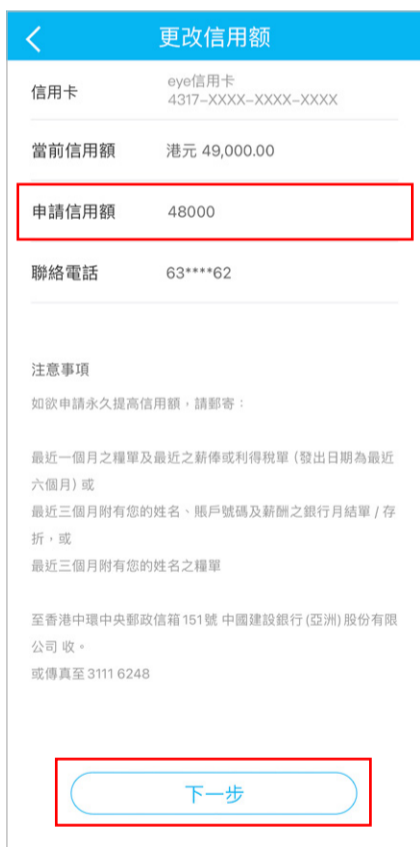 更改信用额
信用卡
eye信用卡
4317-XXXX-XXXX-XXXX
當前信用額 港元 49,000.00
申請信用額 48000
聯絡電話 63****62
注意事項
如欲申請永久提高信用額，請郵寄：
最近一個月之糧單及最近之薪俸或利得稅單 (發出日期為最近
六個月) 或
最近三個月附有您的姓名、賬戶號碼及薪酬之銀行月結單 / 存
折，或
最近三個月附有您的姓名之糧單
至香港中環中央郵政信箱151號 中國建設銀行 (亞洲) 股份有限
公司 收。
或傳真至 3111 6248
下一步